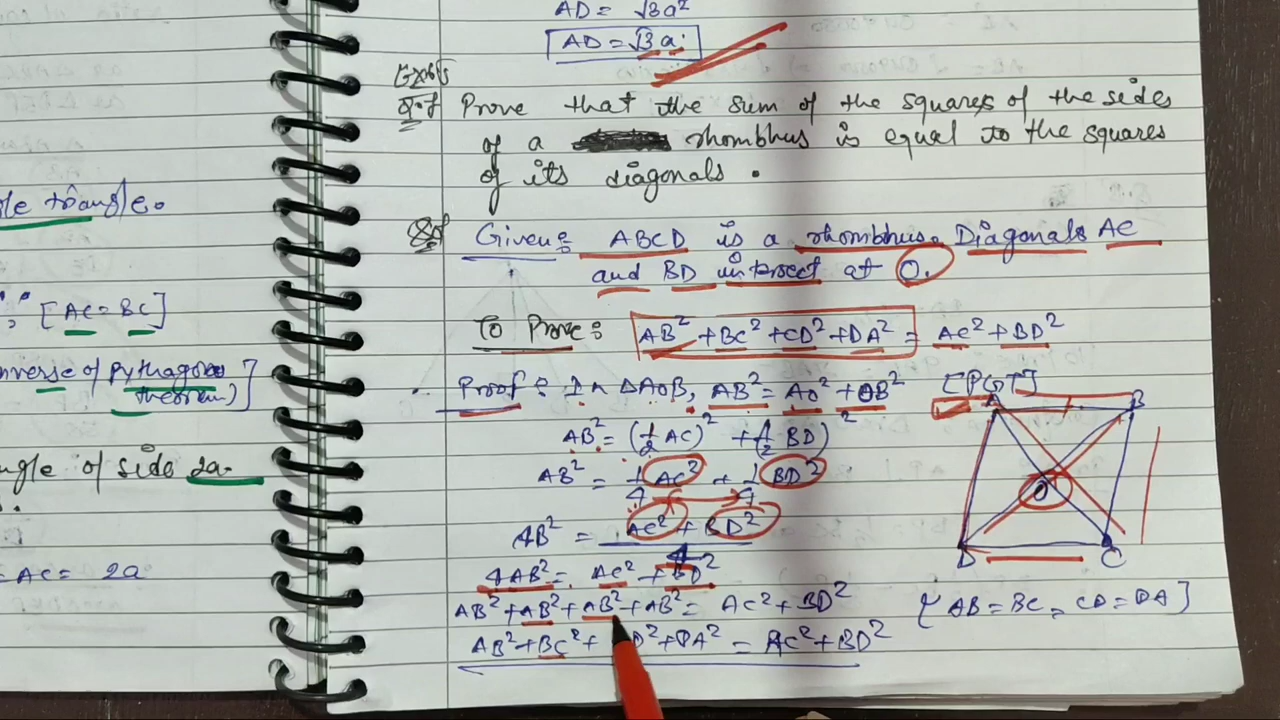 le triangle.
∵ [AC = BC]
nverse of pythagoras
theorem)]
ngle of side 2a.
= AC = 2a
AD = √3a²
AD = √3 a.
Prove that the sum of the squares of the sides
of a rhombhus is equal to the squares
of its diagonals.
Sol Given: ABCD is a rhombhus. Diagonals AC
and BD intersect at O.
To Prove: AB² + BC² + CD² + DA² = AC² + BD²
Proof: In ΔAOB, AB² = AO² + OB² [PGT]
AB² = (1/2 AC)² + (1/2 BD)²
AB² = 1/4 AC² + 1/4 BD²
AB² = AC² + BD² / 4
4AB² = AC² + BD²
AB² + AB² + AB² + AB² = AC² + BD² { AB = BC, CD = DA }
AB² + BC² + D² + DA² = AC² + BD²
A B
O
D C